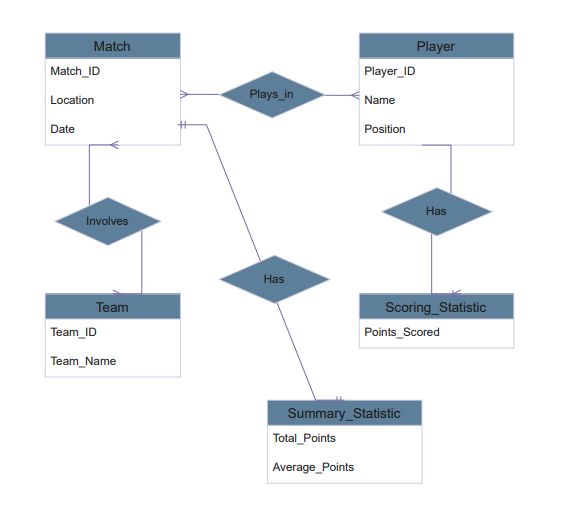 Match
Match_ID
Location
Date
Plays_in
Player
Player_ID
Name
Position
Involves
Has
Has
Team
Team_ID
Team_Name
Scoring_Statistic
Points_Scored
Summary_Statistic
Total_Points
Average_Points